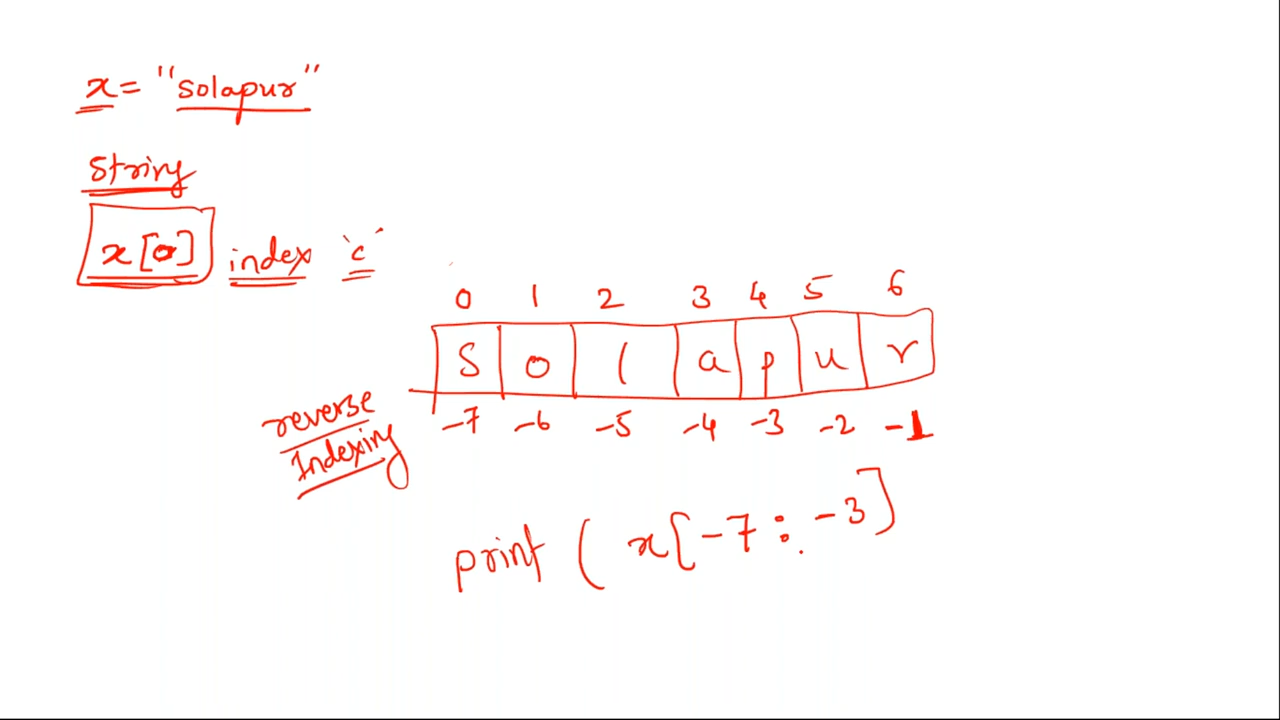 x = "solapur"
String
x[0] index 'c'
0 1 2 3 4 5 6
S o l a p u r
-7 -6 -5 -4 -3 -2 -1
reverse
Indexing
print ( x[-7 : -3]